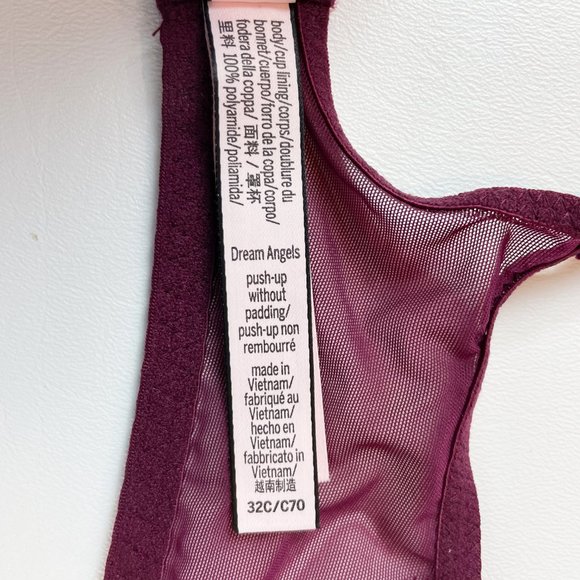 body/cup lining/corps/doublure du
bonnet/cuerpo/forro de la copa/corpo/
fodera della coppa/ 面料 / 罩杯
里料 100% polyamide/poliamida/
Dream Angels
push-up
without
padding/
push-up non
rembourré
made in
Vietnam/
fabriqué au
Vietnam/
hecho en
Vietnam/
fabbricato in
Vietnam/
越南制造
32C/C70